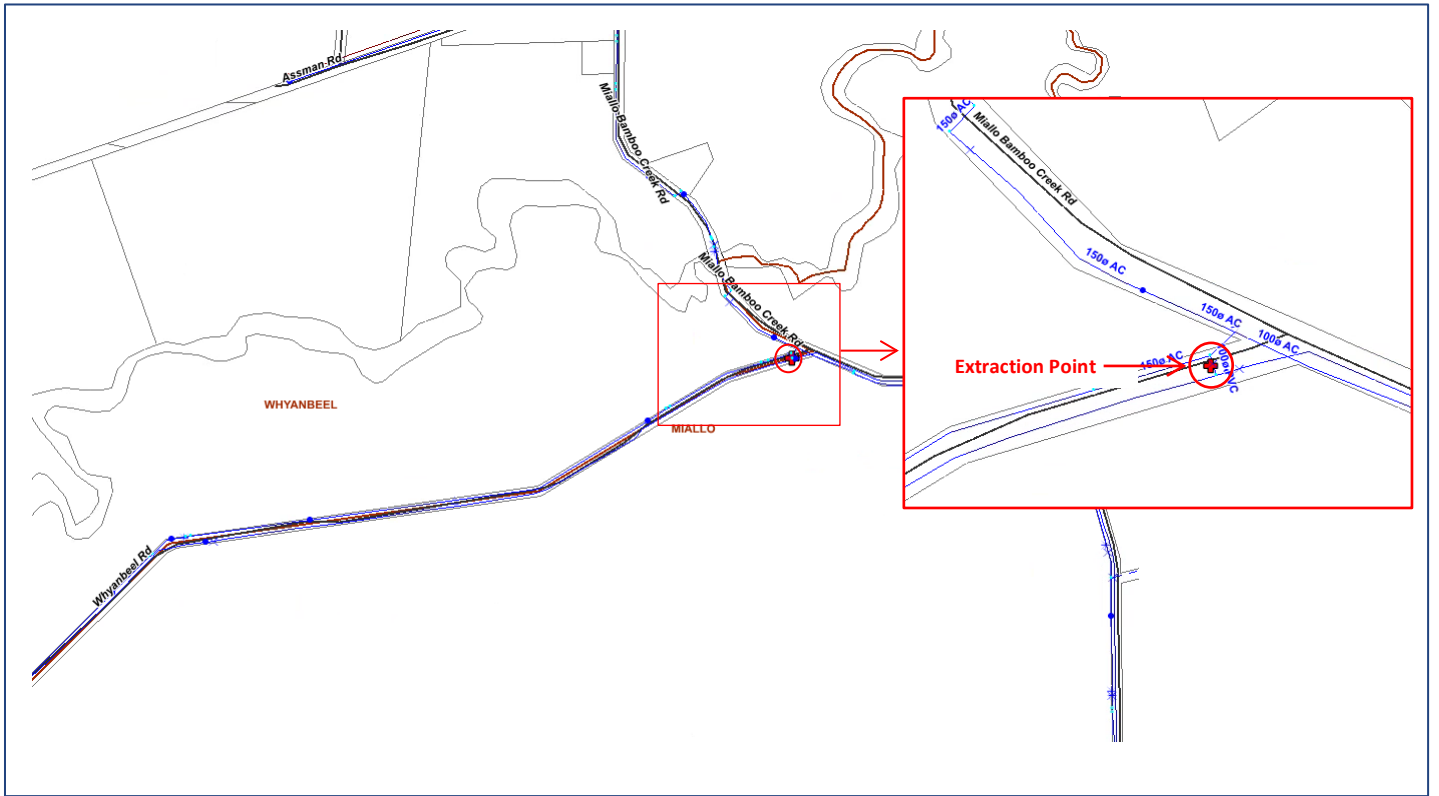 Assman Rd
Miallo Bamboo Creek Rd
Miallo Bamboo Creek Rd
WHYANBEEL
MIALLO
Whyanbeel Rd
150ø AC
Miallo Bamboo Creek Rd
150ø AC
150ø AC
100ø AC
150ø AC
Extraction Point